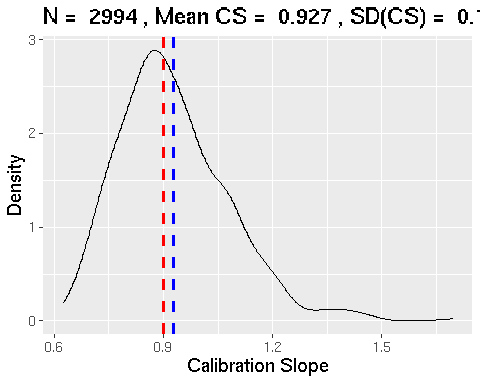 N =  2994 , Mean CS =  0.927 , SD(CS) =  0.
3
2
1
0
Density
0.6 0.9 1.2 1.5
Calibration Slope